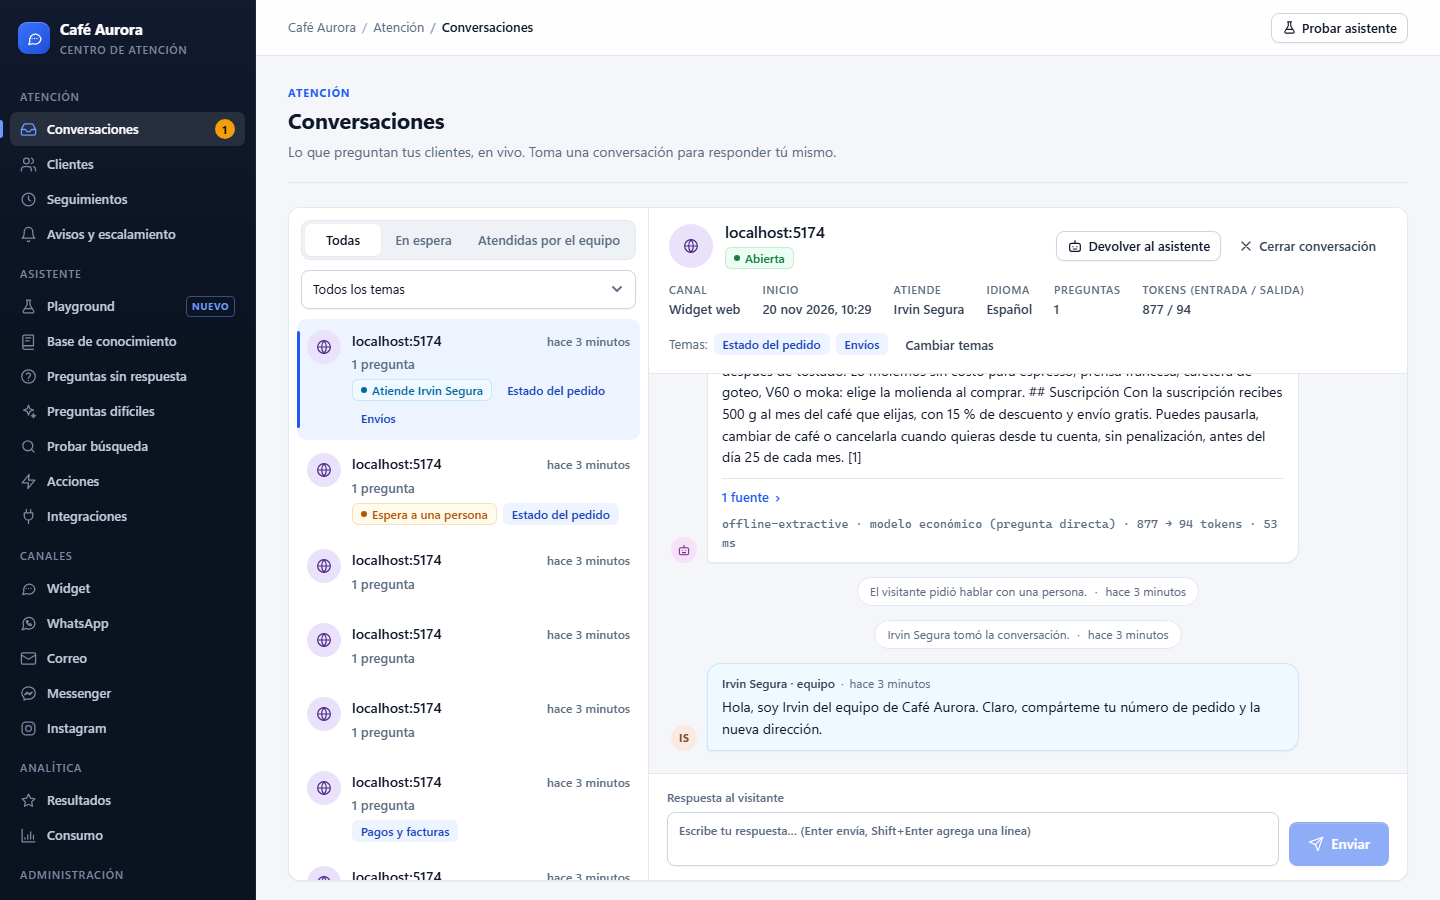 Café Aurora
CENTRO DE ATENCIÓN
ATENCIÓN
Conversaciones 1
Clientes
Seguimientos
Avisos y escalamiento
ASISTENTE
Playground NUEVO
Base de conocimiento
Preguntas sin respuesta
Preguntas difíciles
Probar búsqueda
Acciones
Integraciones
CANALES
Widget
WhatsApp
Correo
Messenger
Instagram
ANALÍTICA
Resultados
Consumo
ADMINISTRACIÓN
Café Aurora / Atención / Conversaciones
Probar asistente
ATENCIÓN
Conversaciones
Lo que preguntan tus clientes, en vivo. Toma una conversación para responder tú mismo.
Todas En espera Atendidas por el equipo
Todos los temas
localhost:5174 hace 3 minutos
1 pregunta
Atiende Irvin Segura Estado del pedido
Envíos
localhost:5174 hace 3 minutos
1 pregunta
Espera a una persona Estado del pedido
localhost:5174 hace 3 minutos
1 pregunta
localhost:5174 hace 3 minutos
1 pregunta
localhost:5174 hace 3 minutos
1 pregunta
localhost:5174 hace 3 minutos
1 pregunta
Pagos y facturas
localhost:5174 hace 3 minutos
localhost:5174
Abierta
Devolver al asistente
Cerrar conversación
CANAL INICIO ATIENDE IDIOMA PREGUNTAS TOKENS (ENTRADA / SALIDA)
Widget web 20 nov 2026, 10:29 Irvin Segura Español 1 877 / 94
Temas: Estado del pedido Envíos Cambiar temas
después de tostado. Lo molemos sin costo para espresso, prensa francesa, cafetera de
goteo, V60 o moka: elige la molienda al comprar. ## Suscripción Con la suscripción recibes
500 g al mes del café que elijas, con 15 % de descuento y envío gratis. Puedes pausarla,
cambiar de café o cancelarla cuando quieras desde tu cuenta, sin penalización, antes del
día 25 de cada mes. [1]
1 fuente ›
offline-extractive · modelo económico (pregunta directa) · 877 → 94 tokens · 53
ms
El visitante pidió hablar con una persona. · hace 3 minutos
Irvin Segura tomó la conversación. · hace 3 minutos
Irvin Segura · equipo · hace 3 minutos
Hola, soy Irvin del equipo de Café Aurora. Claro, compárteme tu número de pedido y la
nueva dirección.
IS
Respuesta al visitante
Escribe tu respuesta... (Enter envía, Shift+Enter agrega una línea)
Enviar